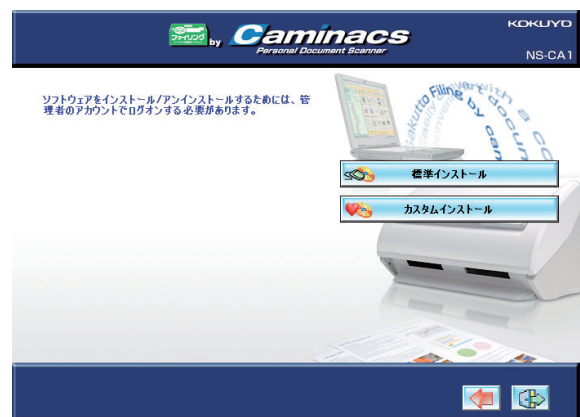 ファイリング by Caminacs
Personal Document Scanner
KOKUYO
NS-CA1
ソフトウェアをインストール/アンインストールするためには、管
理者のアカウントでログオンする必要があります。
sakutto Filing by Caminacs
標準インストール
カスタムインストール